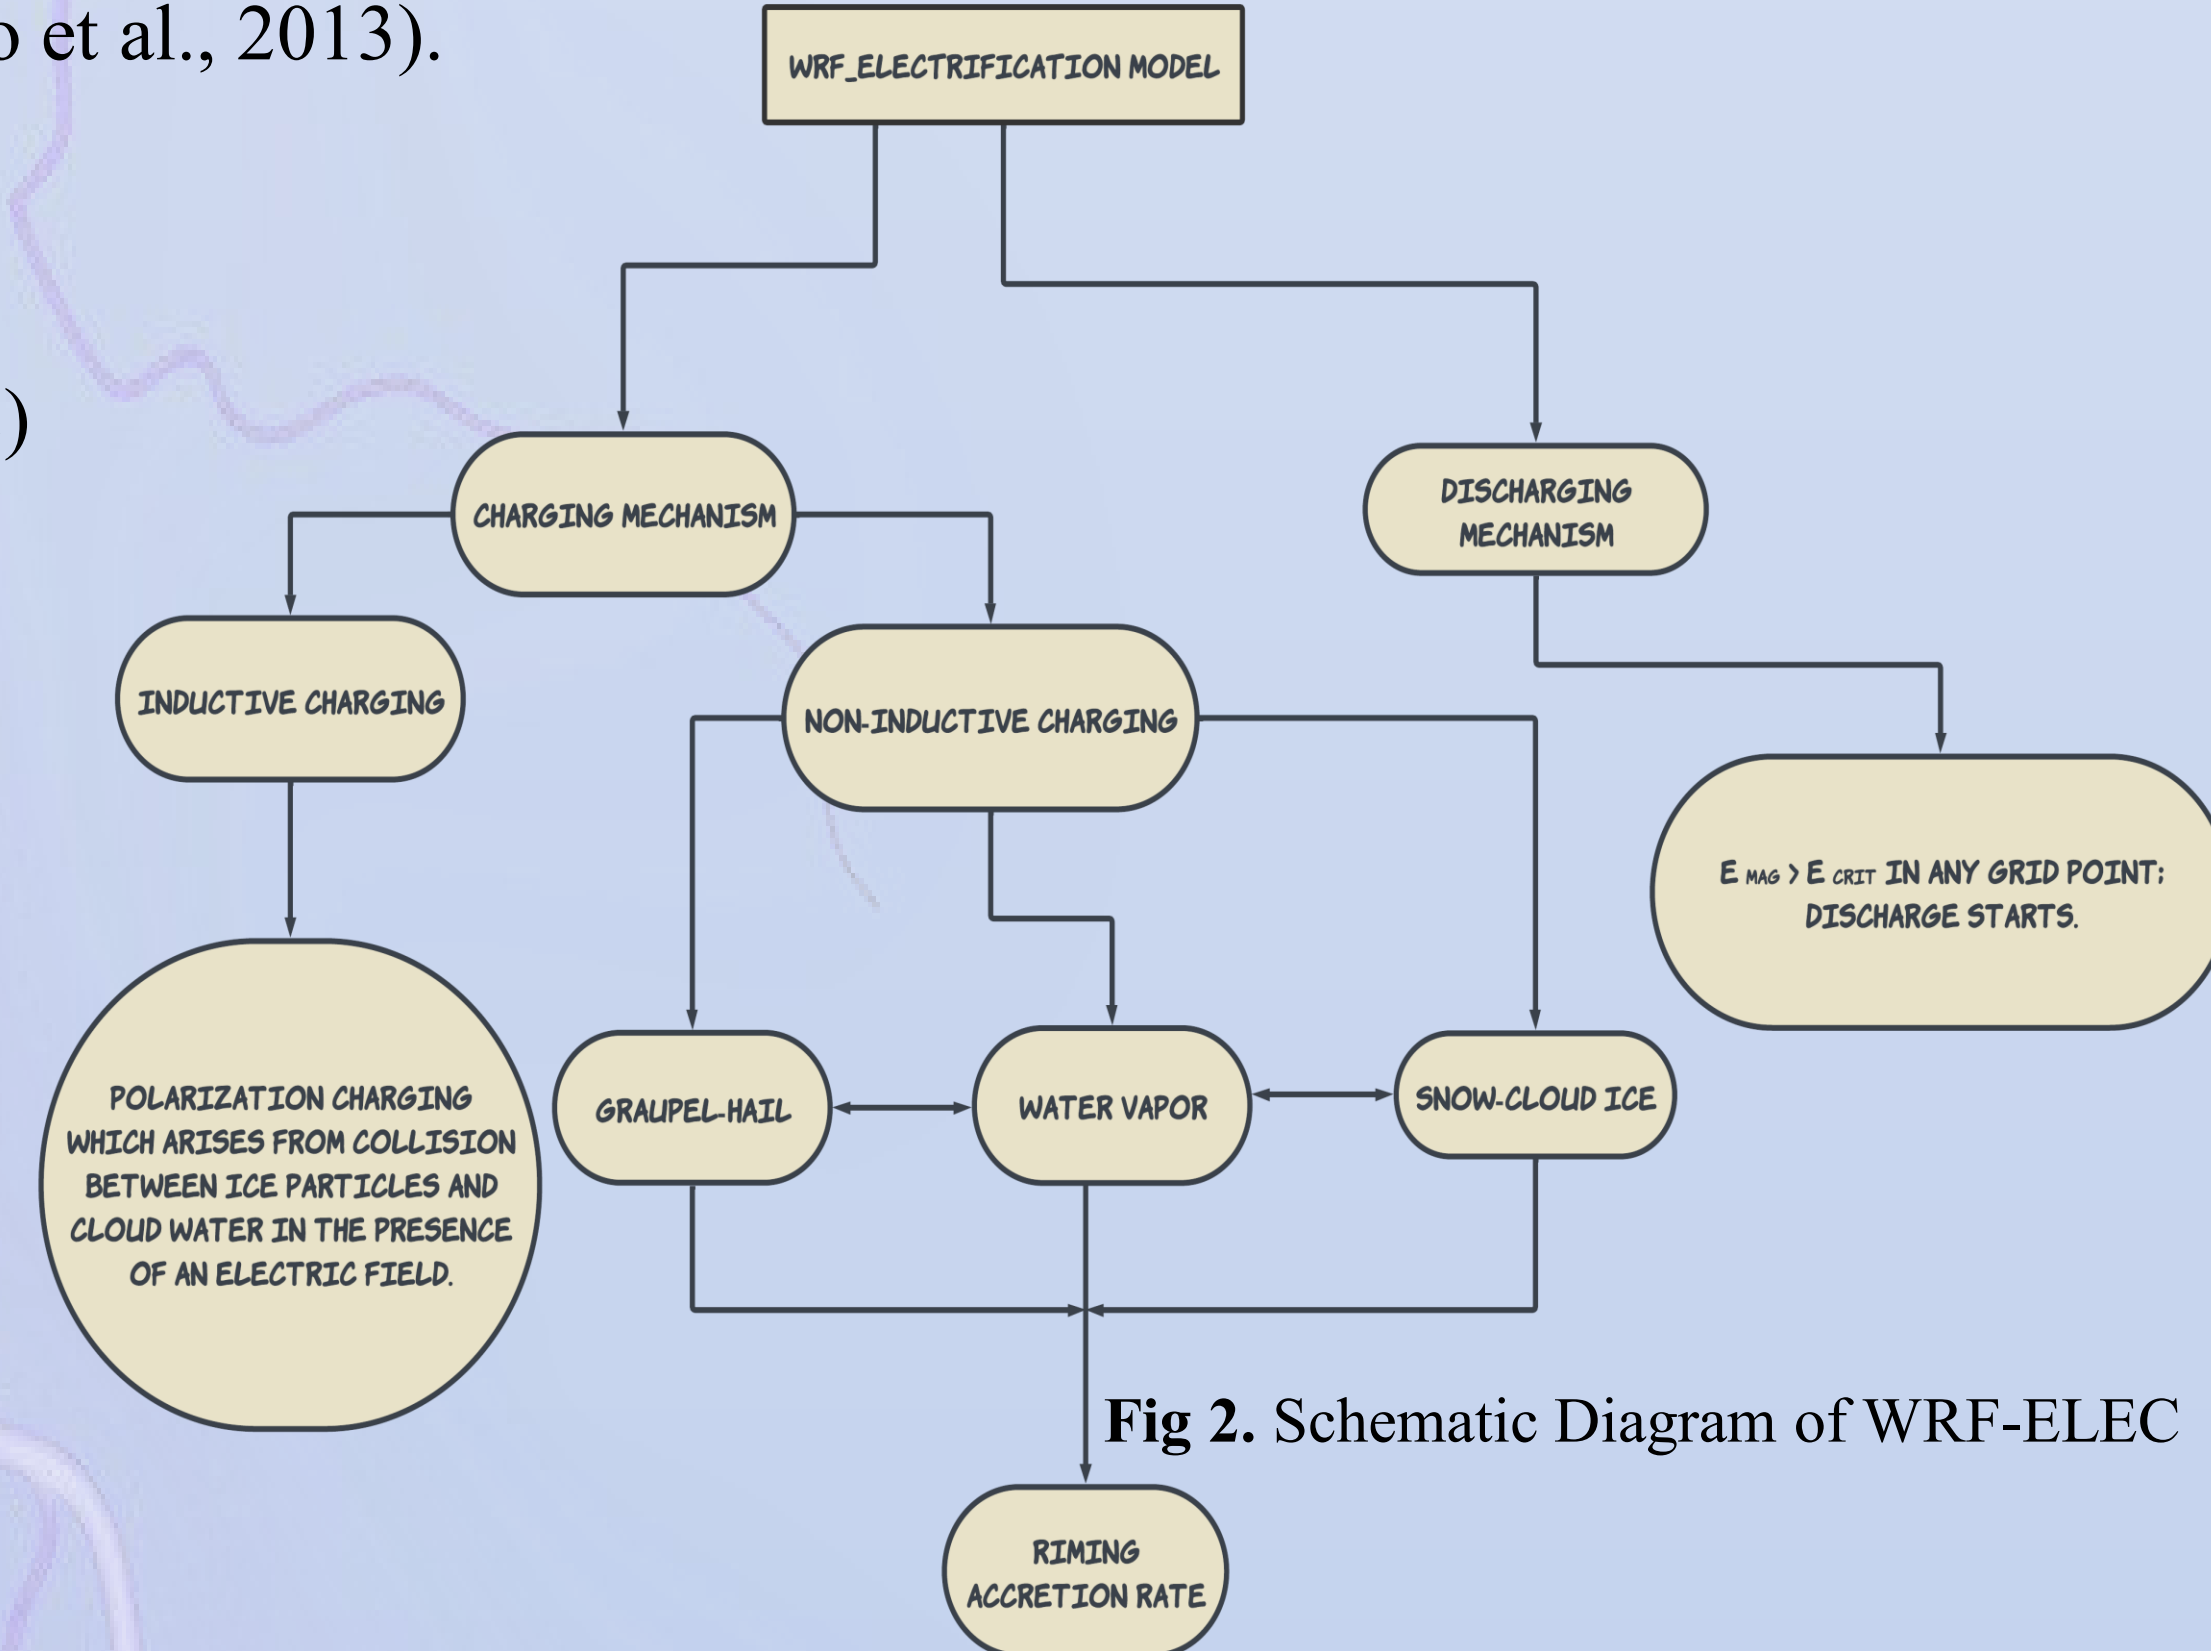 o et al., 2013).
)
WRF_ELECTRIFICATION MODEL
CHARGING MECHANISM
DISCHARGING
MECHANISM
INDUCTIVE CHARGING
NON-INDUCTIVE CHARGING
E MAG > E CRIT IN ANY GRID POINT;
DISCHARGE STARTS.
POLARIZATION CHARGING
WHICH ARISES FROM COLLISION
BETWEEN ICE PARTICLES AND
CLOUD WATER IN THE PRESENCE
OF AN ELECTRIC FIELD.
GRAUPEL-HAIL
WATER VAPOR
SNOW-CLOUD ICE
Fig 2. Schematic Diagram of WRF-ELEC
RIMING
ACCRETION RATE